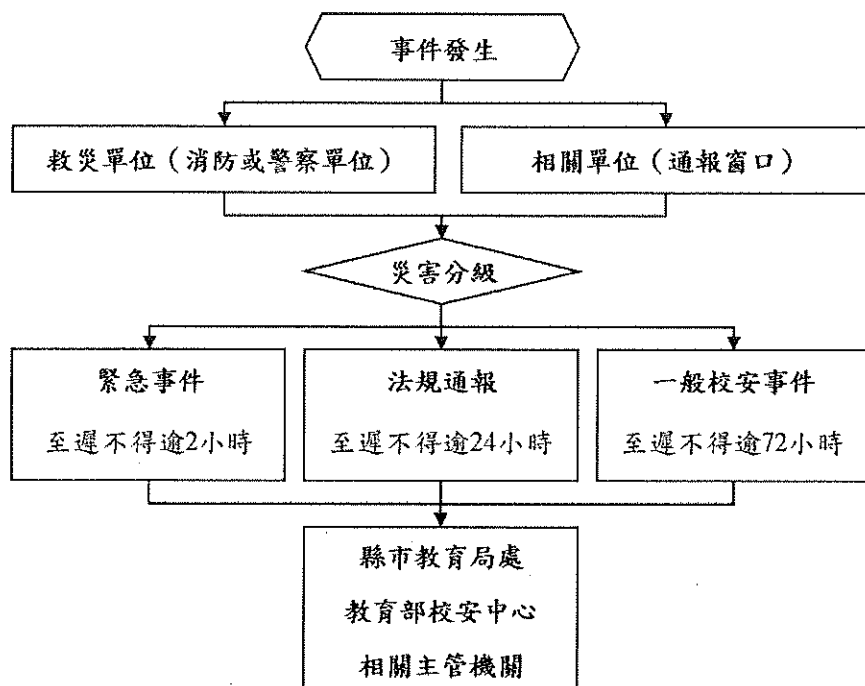 事件發生
救災單位（消防或警察單位）
相關單位（通報窗口）
災害分級
緊急事件
至遲不得逾2小時
法規通報
至遲不得逾24小時
一般校安事件
至遲不得逾72小時
縣市教育局處
教育部校安中心
相關主管機關